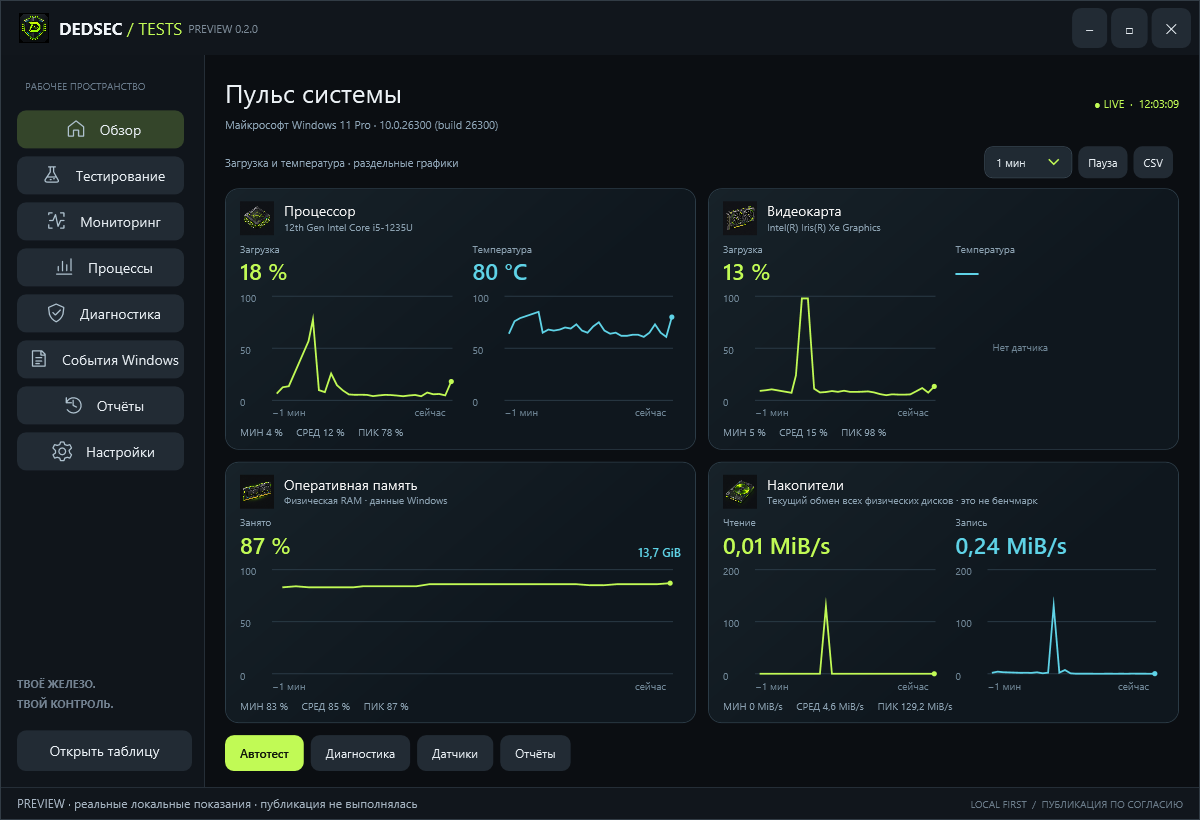 DEDSEC / TESTS PREVIEW 0.2.0
РАБОЧЕЕ ПРОСТРАНСТВО
Обзор
Тестирование
Мониторинг
Процессы
Диагностика
События Windows
Отчёты
Настройки
ТВОЁ ЖЕЛЕЗО.
ТВОЙ КОНТРОЛЬ.
Открыть таблицу
Пульс системы
Майкрософт Windows 11 Pro · 10.0.26300 (build 26300)
● LIVE · 12:03:09
Загрузка и температура · раздельные графики
1 мин
Пауза
CSV
Процессор
12th Gen Intel Core i5-1235U
Загрузка
18 %
100
50
0
−1 мин
сейчас
Температура
80 °C
100
50
0
−1 мин
сейчас
МИН 4 % СРЕД 12 % ПИК 78 %
Видеокарта
Intel(R) Iris(R) Xe Graphics
Загрузка
13 %
100
50
0
−1 мин
сейчас
Температура
—
Нет датчика
МИН 5 % СРЕД 15 % ПИК 98 %
Оперативная память
Физическая RAM · данные Windows
Занято
87 %
13,7 GiB
100
50
0
−1 мин
сейчас
МИН 83 % СРЕД 85 % ПИК 87 %
Накопители
Текущий обмен всех физических дисков · это не бенчмарк
Чтение
0,01 MiB/s
200
100
0
−1 мин
сейчас
Запись
0,24 MiB/s
200
100
0
−1 мин
сейчас
МИН 0 MiB/s СРЕД 4,6 MiB/s ПИК 129,2 MiB/s
Автотест
Диагностика
Датчики
Отчёты
PREVIEW · реальные локальные показания · публикация не выполнялась
LOCAL FIRST / ПУБЛИКАЦИЯ ПО СОГЛАСИЮ